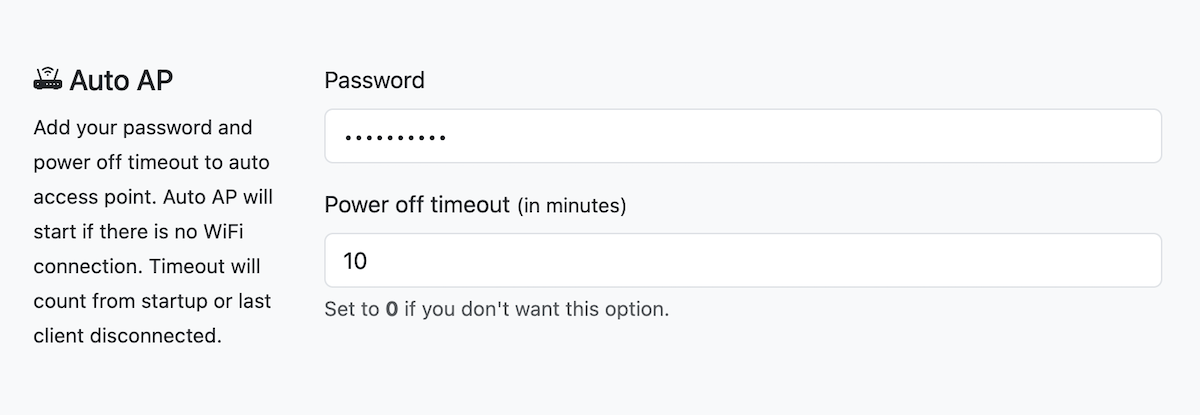 Auto AP
Add your password and
power off timeout to auto
access point. Auto AP will
start if there is no WiFi
connection. Timeout will
count from startup or last
client disconnected.
Password
••••••••••
Power off timeout (in minutes)
10
Set to 0 if you don't want this option.